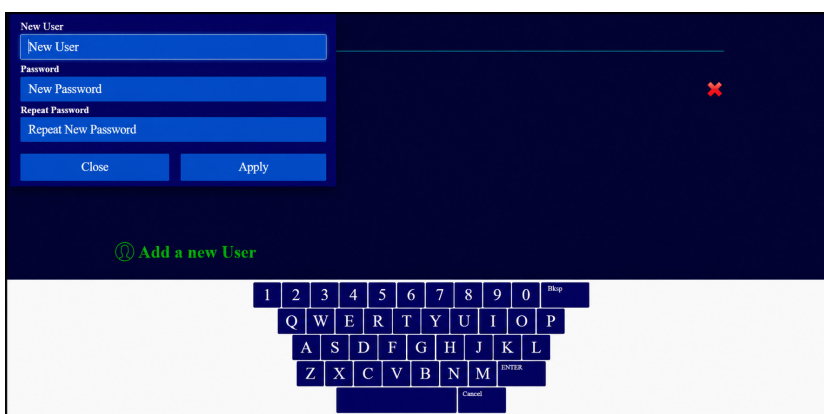 New User
New User
Password
New Password
Repeat Password
Repeat New Password
Close Apply
Add a new User
1 2 3 4 5 6 7 8 9 0 Bksp
Q W E R T Y U I O P
A S D F G H J K L
Z X C V B N M ENTER
Cancel